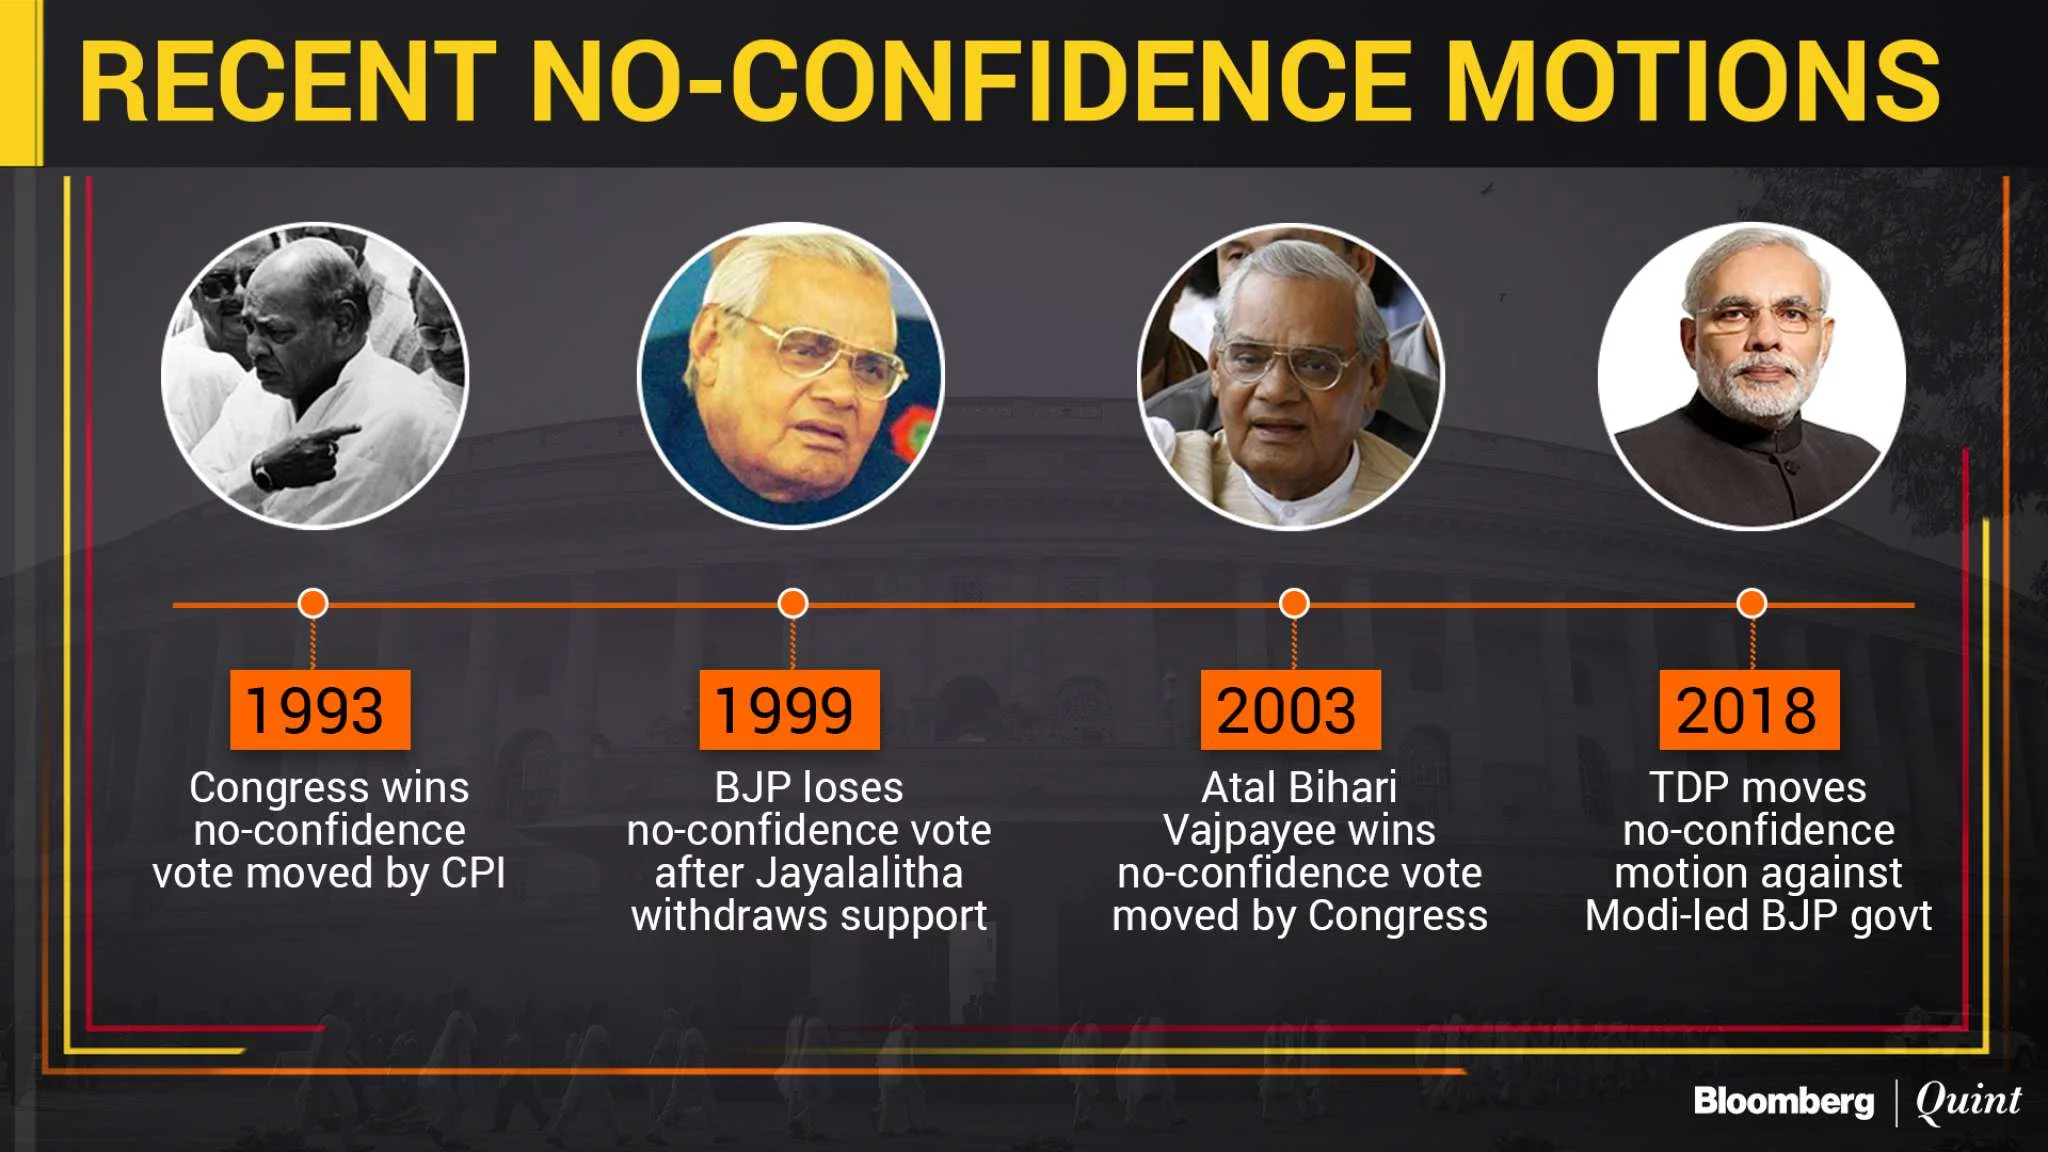 RECENT NO-CONFIDENCE MOTIONS
1993
Congress wins
no-confidence
vote moved by CPI
1999
BJP loses
no-confidence vote
after Jayalalitha
withdraws support
2003
Atal Bihari
Vajpayee wins
no-confidence vote
moved by Congress
2018
TDP moves
no-confidence
motion against
Modi-led BJP govt
Bloomberg | Quint